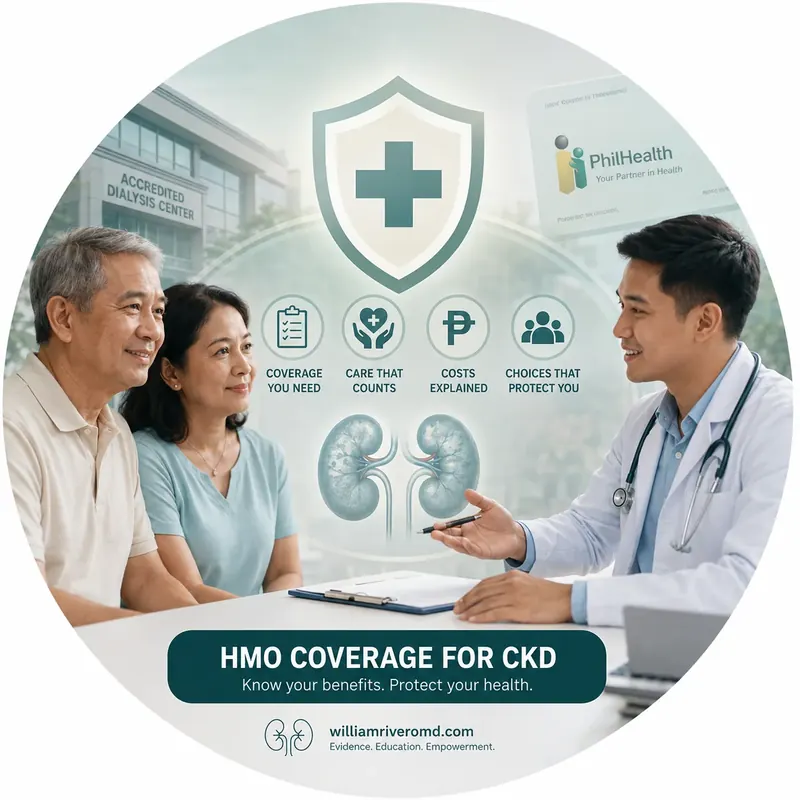 ACCREDITED
DIALYSIS CENTER
PhilHealth
Your Partner in Health
COVERAGE
YOU NEED
CARE THAT
COUNTS
COSTS
EXPLAINED
CHOICES THAT
PROTECT YOU
HMO COVERAGE FOR CKD
Know your benefits. Protect your health.
williamriveromd.com
Evidence. Education. Empowerment.